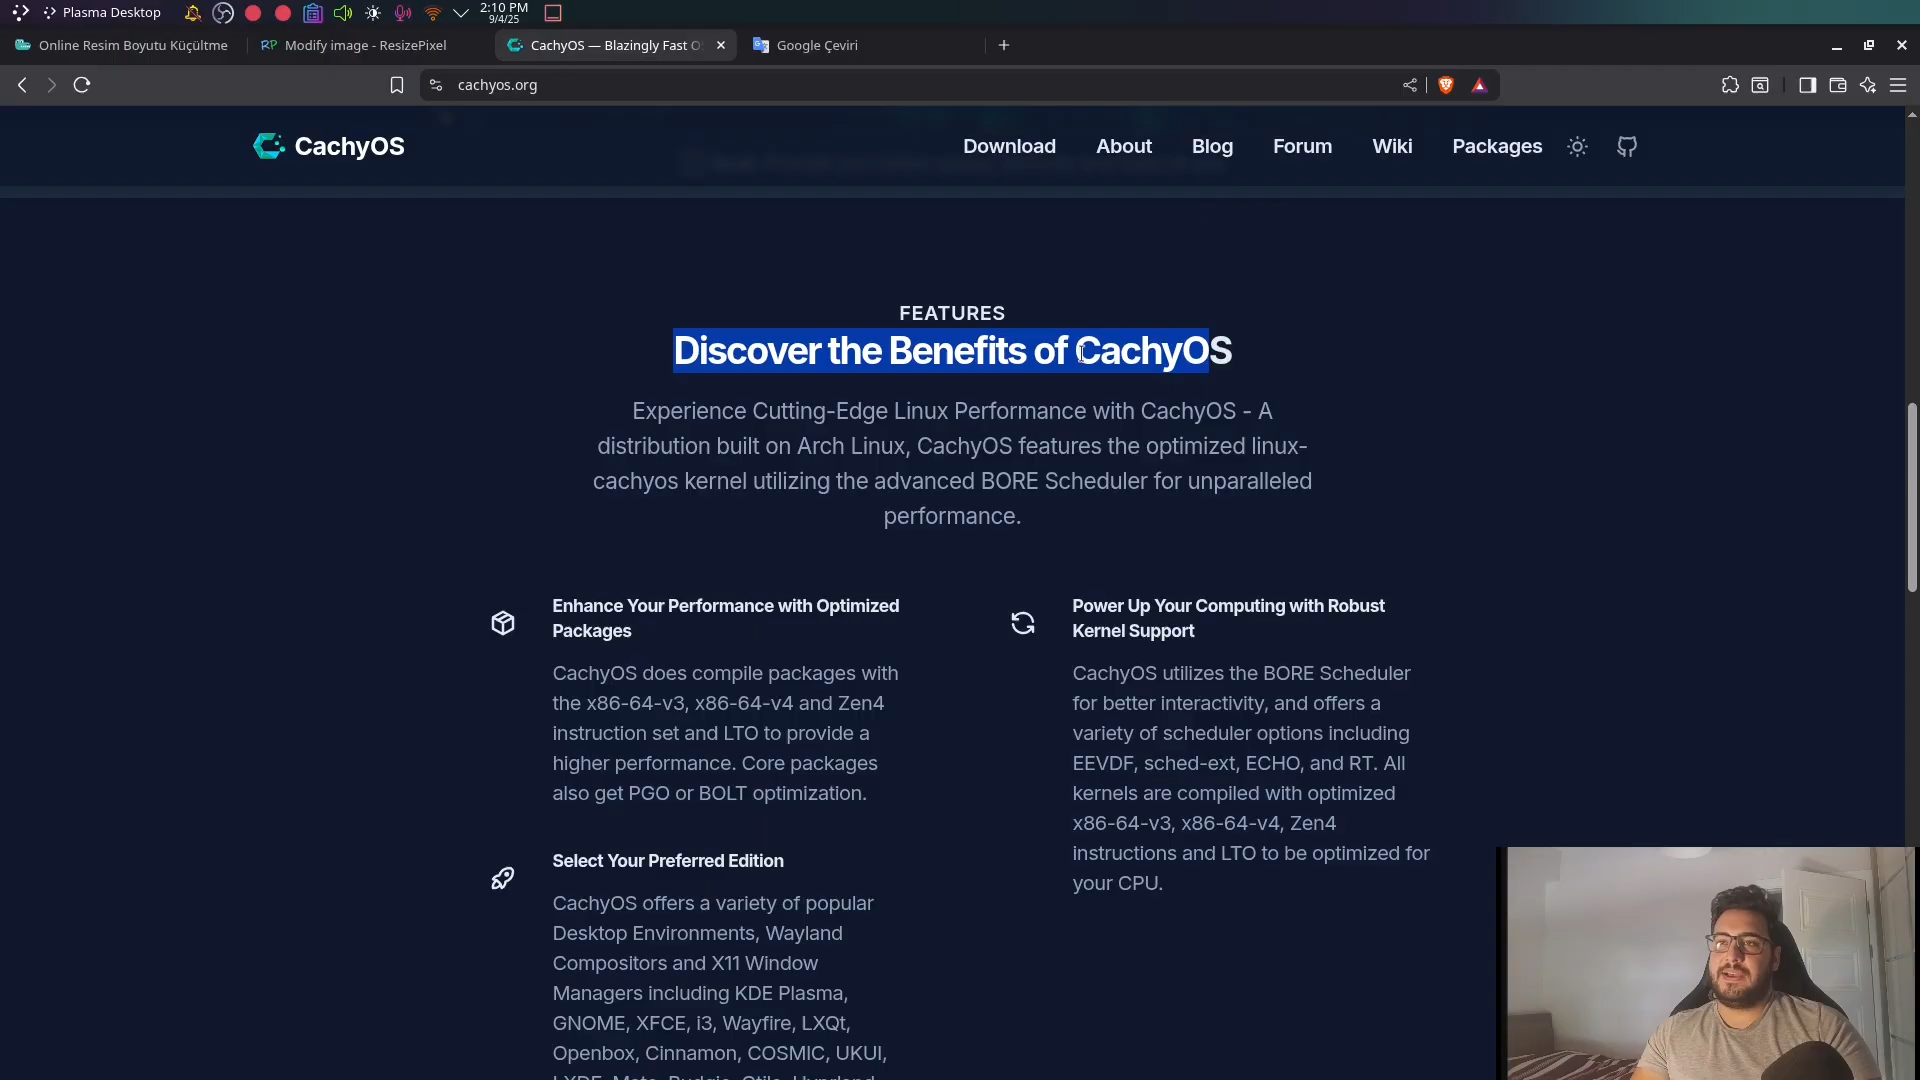 Plasma Desktop
2:10 PM
9/4/25
Online Resim Boyutu Küçültme
RP Modify image - ResizePixel
CachyOS — Blazingly Fast O
Google Çeviri
cachyos.org
CachyOS
Download About Blog Forum Wiki Packages
FEATURES
Discover the Benefits of CachyOS
Experience Cutting-Edge Linux Performance with CachyOS - A
distribution built on Arch Linux, CachyOS features the optimized linux-
cachyos kernel utilizing the advanced BORE Scheduler for unparalleled
performance.
Enhance Your Performance with Optimized
Packages
CachyOS does compile packages with
the x86-64-v3, x86-64-v4 and Zen4
instruction set and LTO to provide a
higher performance. Core packages
also get PGO or BOLT optimization.
Power Up Your Computing with Robust
Kernel Support
CachyOS utilizes the BORE Scheduler
for better interactivity, and offers a
variety of scheduler options including
EEVDF, sched-ext, ECHO, and RT. All
kernels are compiled with optimized
x86-64-v3, x86-64-v4, Zen4
instructions and LTO to be optimized for
your CPU.
Select Your Preferred Edition
CachyOS offers a variety of popular
Desktop Environments, Wayland
Compositors and X11 Window
Managers including KDE Plasma,
GNOME, XFCE, i3, Wayfire, LXQt,
Openbox, Cinnamon, COSMIC, UKUI,